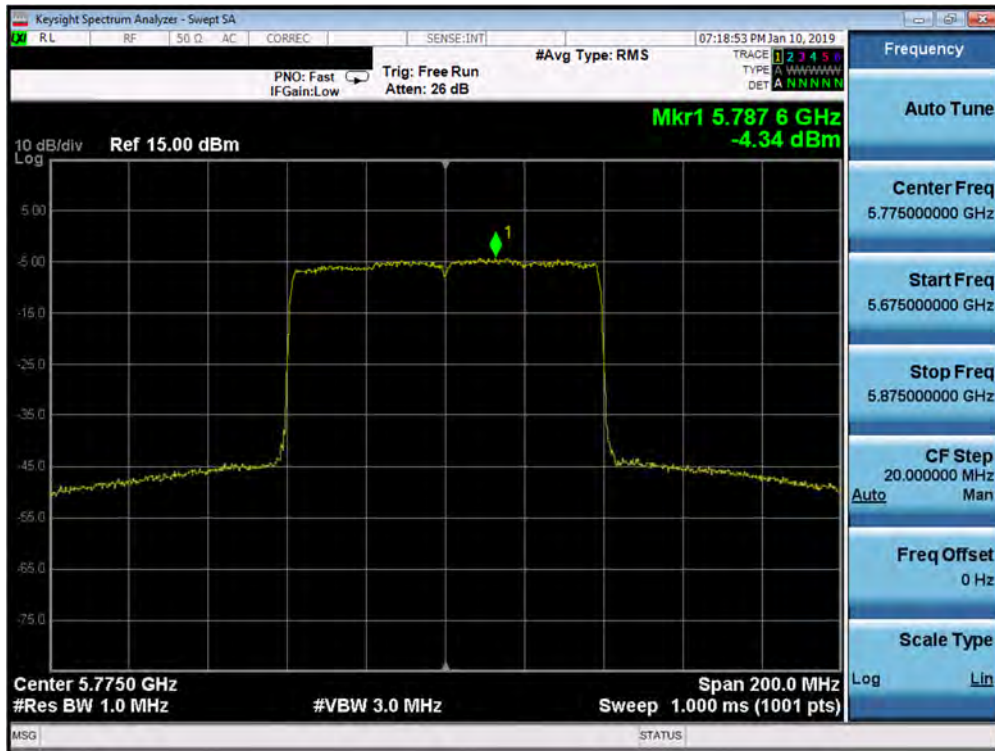 Keysight Spectrum Analyzer - Swept SA
RL RF 50 Ω AC CORREC SENSE:INT 07:18:53 PM Jan 10, 2019
#Avg Type: RMS
TRACE 1 2 3 4 5 6
PNO: Fast Trig: Free Run
TYPE A WWWWW
IFGain:Low Atten: 26 dB
DET A N N N N N
Mkr1 5.787 6 GHz
-4.34 dBm
10 dB/div Ref 15.00 dBm
Log
1
5.00
-5.00
-15.0
-25.0
-35.0
-45.0
-55.0
-65.0
-75.0
Center 5.7750 GHz Span 200.0 MHz
#Res BW 1.0 MHz #VBW 3.0 MHz Sweep 1.000 ms (1001 pts)
MSG STATUS
Frequency
Auto Tune
Center Freq
5.775000000 GHz
Start Freq
5.675000000 GHz
Stop Freq
5.875000000 GHz
CF Step
20.000000 MHz
Auto Man
Freq Offset
0 Hz
Scale Type
Log Lin